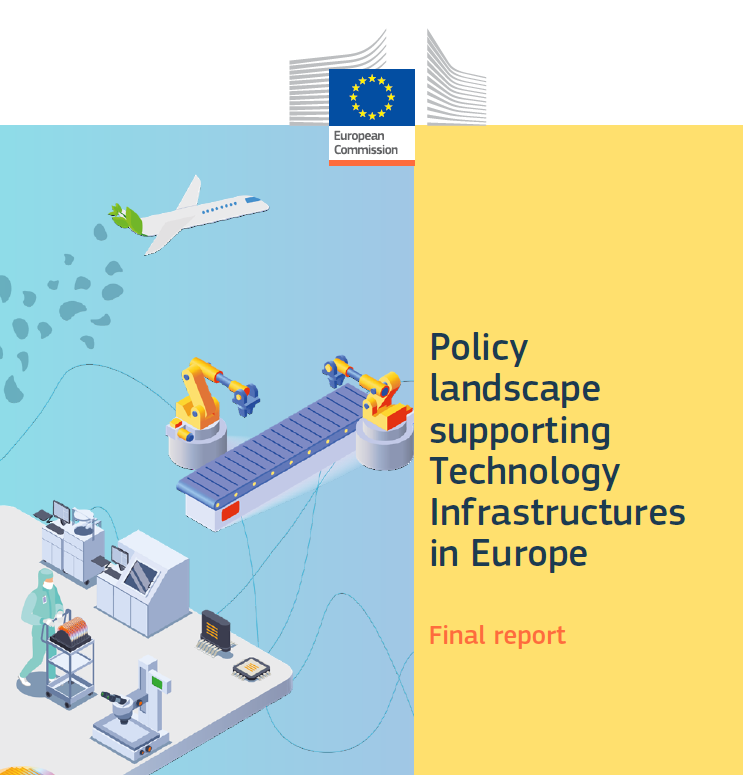 European
Commission
Policy
landscape
supporting
Technology
Infrastructures
in Europe
Final report